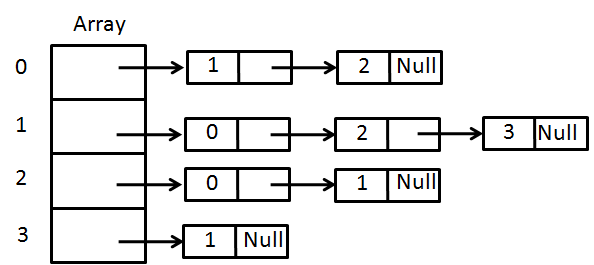 Array
0 1 2 Null
1 0 2 3 Null
2 0 1 Null
3 1 Null